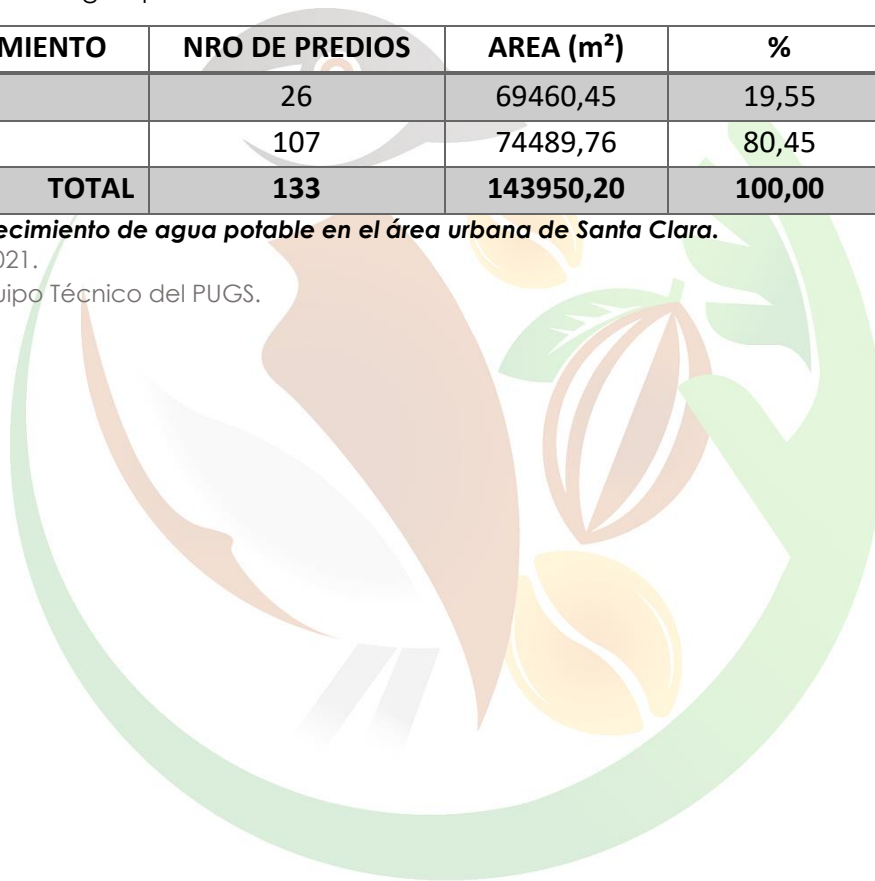 MIENTO NRO DE PREDIOS AREA (m²) %
26 69460,45 19,55
107 74489,76 80,45
TOTAL 133 143950,20 100,00
ecimiento de agua potable en el área urbana de Santa Clara.
021.
uipo Técnico del PUGS.